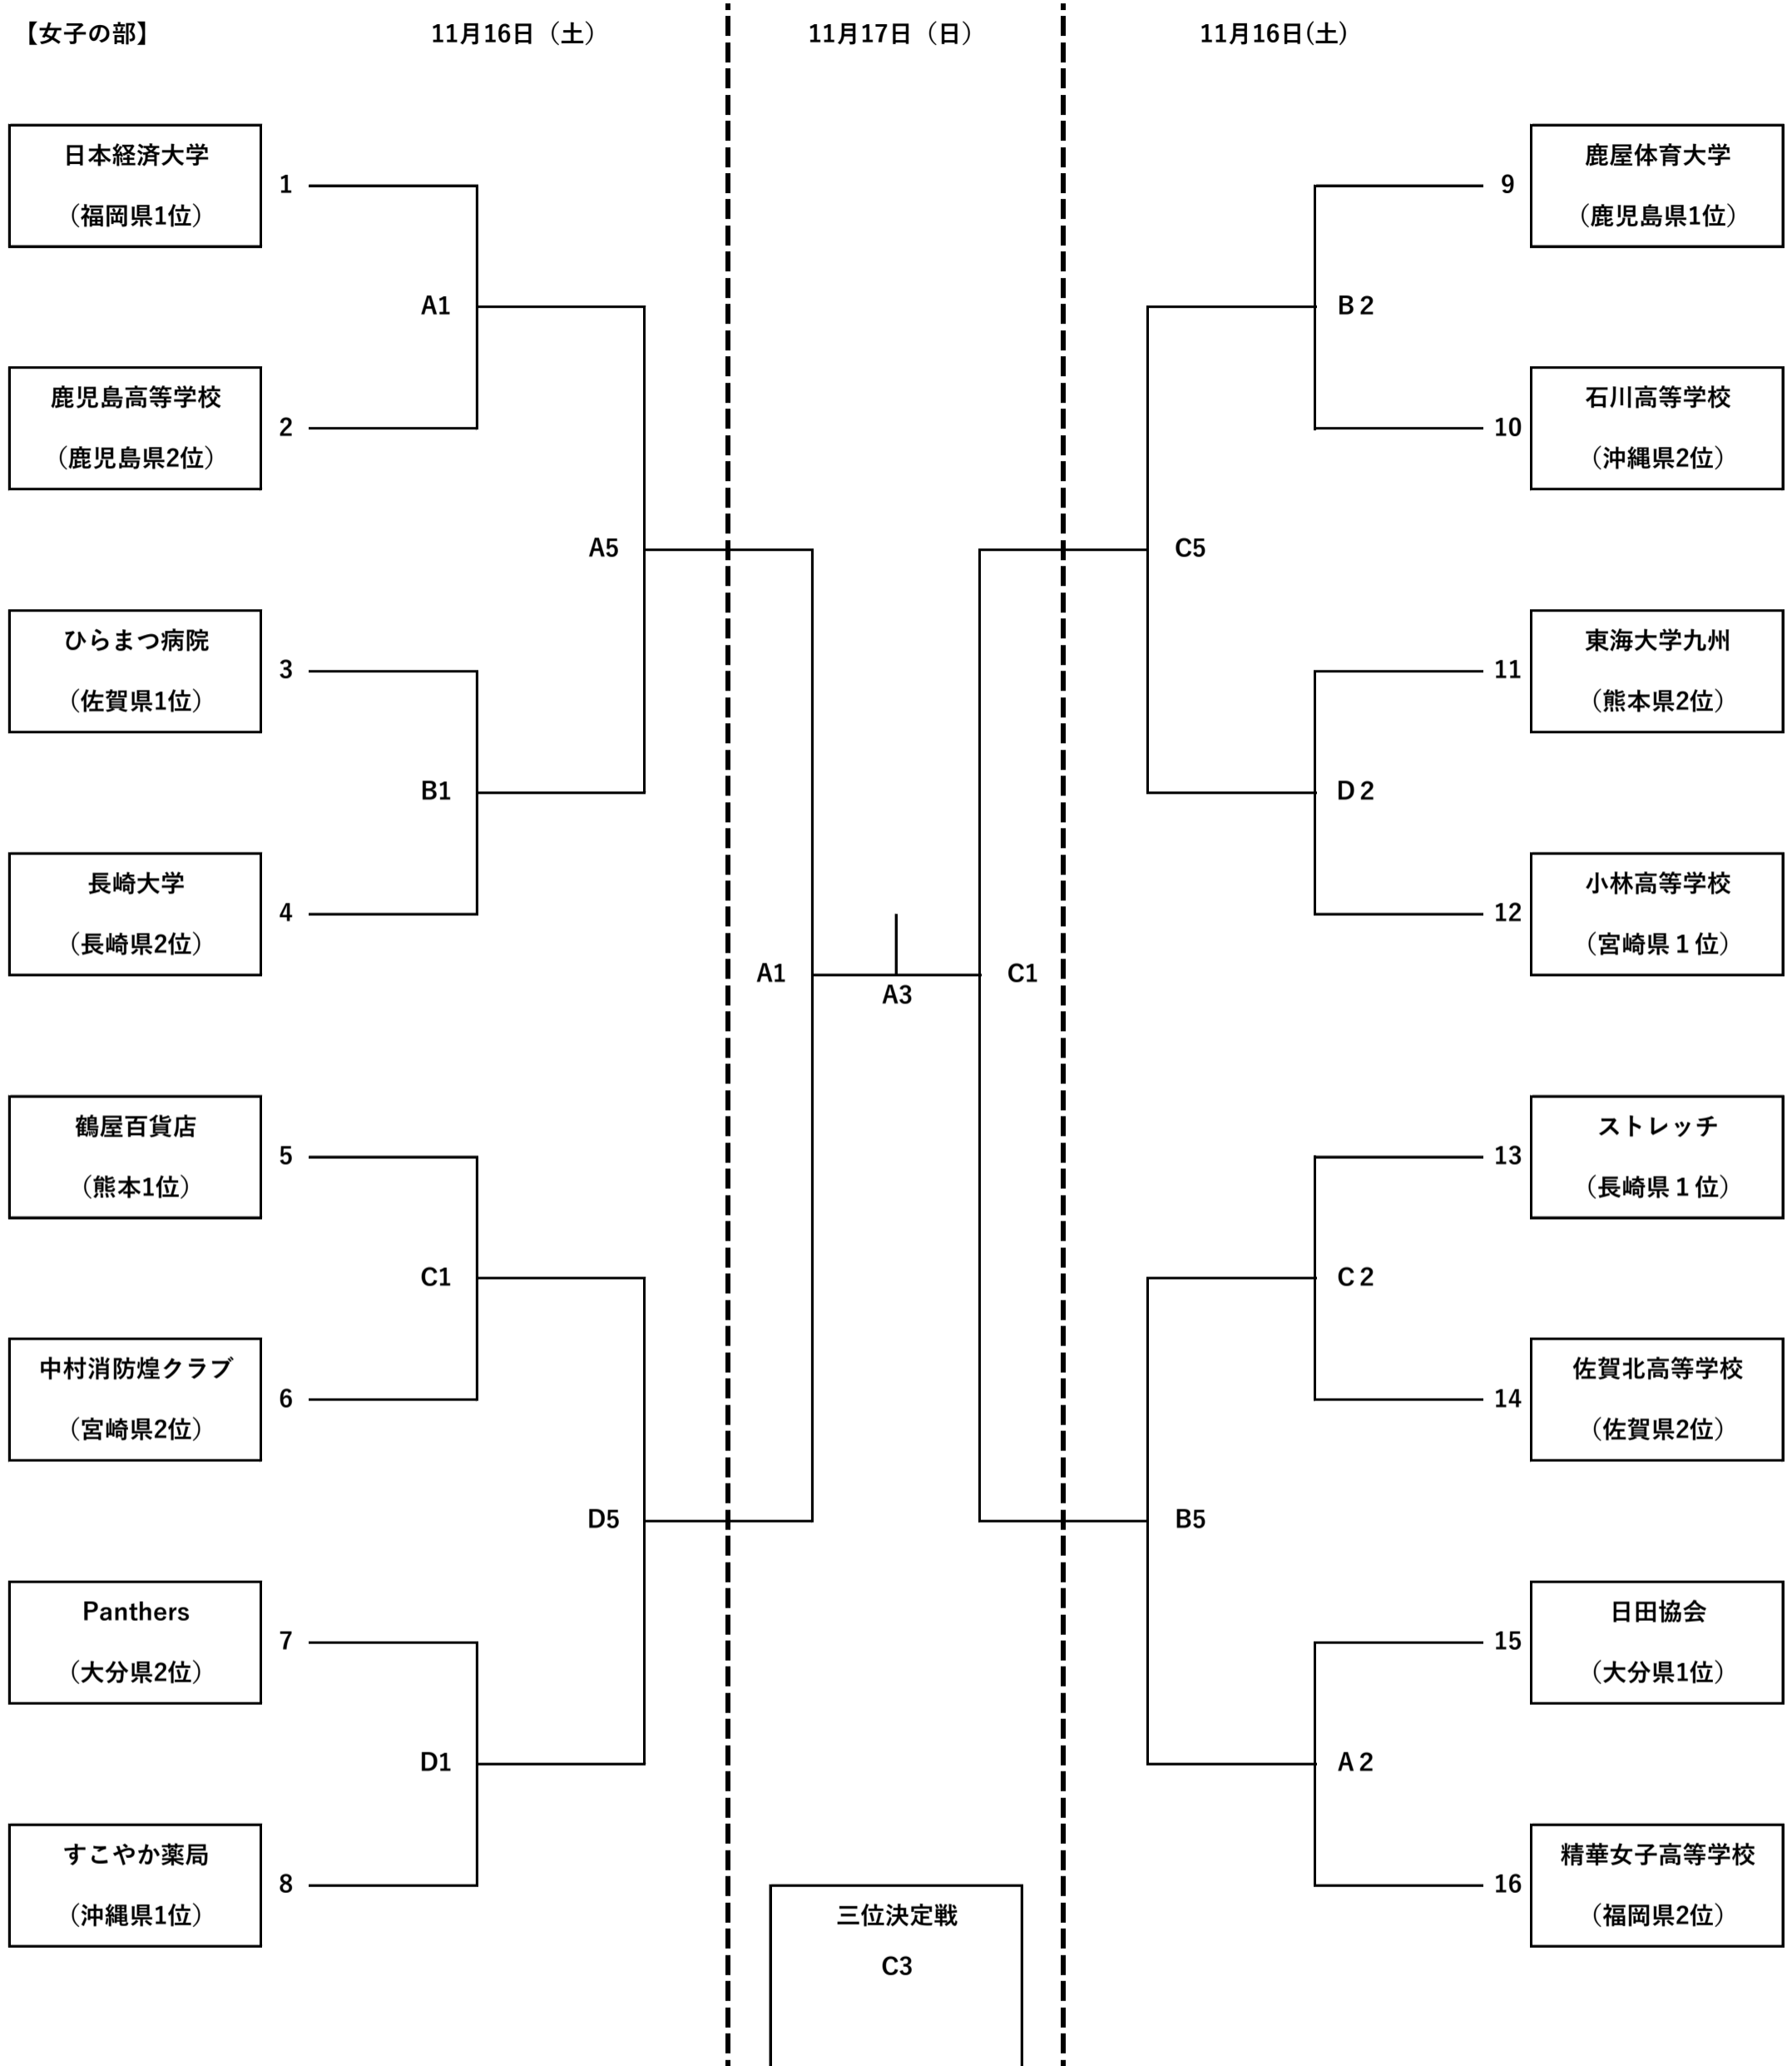 【女子の部】
11月16日（土）
11月17日（日）
11月16日(土)
日本経済大学
（福岡県1位）
1
鹿児島高等学校
（鹿児島県2位）
2
A1
ひらまつ病院
（佐賀県1位）
3
長崎大学
（長崎県2位）
4
B1
A5
鶴屋百貨店
（熊本1位）
5
中村消防煌クラブ
（宮崎県2位）
6
C1
Panthers
（大分県2位）
7
すこやか薬局
（沖縄県1位）
8
D1
D5
A1
A3
C1
三位決定戦
C3
9
鹿屋体育大学
（鹿児島県1位）
B２
10
石川高等学校
（沖縄県2位）
C5
11
東海大学九州
（熊本県2位）
D２
12
小林高等学校
（宮崎県１位）
13
ストレッチ
（長崎県１位）
C２
14
佐賀北高等学校
（佐賀県2位）
B5
15
日田協会
（大分県1位）
A２
16
精華女子高等学校
（福岡県2位）